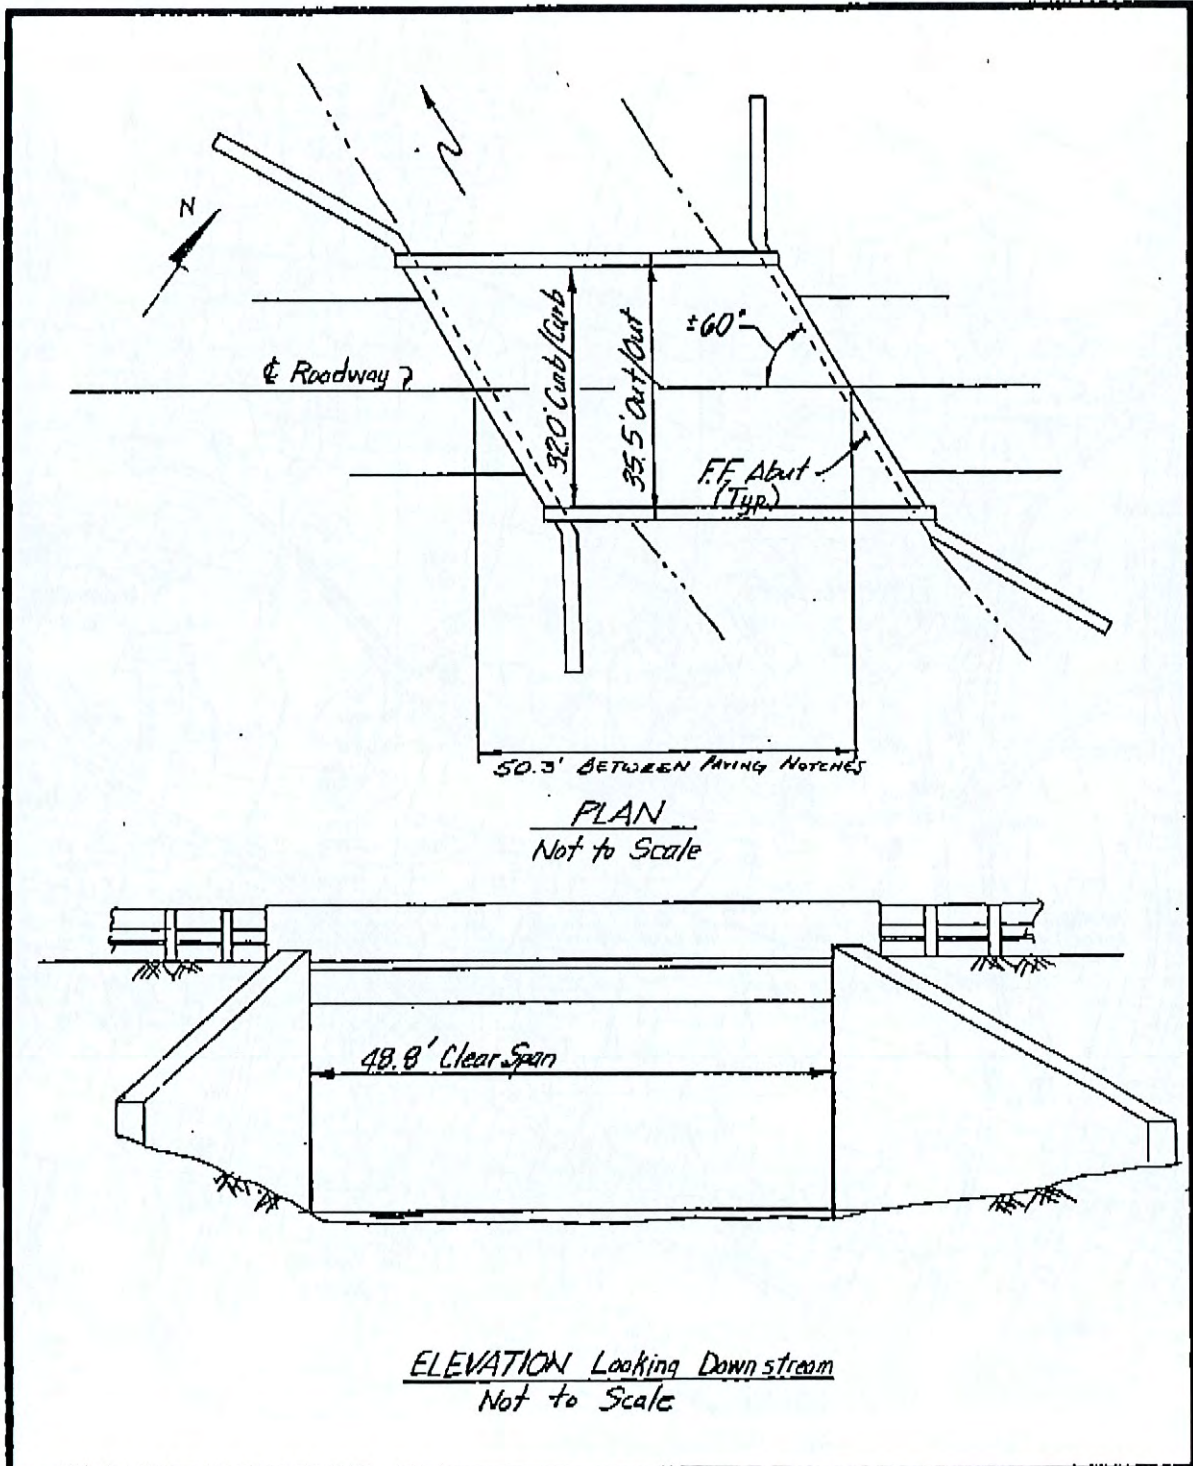 N
℄ Roadway
32.0' Curb/Curb
35.5' Out/Out
±60°
F.F. Abut
(Typ.)
50.3' BETWEEN PAVING NOTCHES
PLAN
Not to Scale
48.8' Clear Span
ELEVATION Looking Downstream
Not to Scale